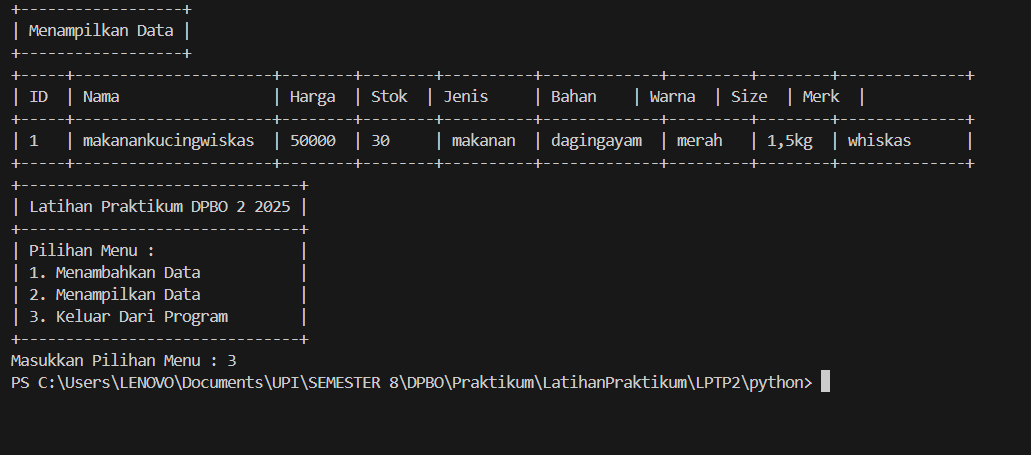 +------------------+
| Menampilkan Data |
+------------------+
+-----+----------------------+--------+--------+----------+-------------+---------+--------+--------------+
| ID  | Nama                 | Harga  | Stok  | Jenis     | Bahan    | Warna  | Size  | Merk  |
+-----+----------------------+--------+--------+----------+-------------+---------+--------+--------------+
| 1   | makanankucingwiskas  | 50000  | 30     | makanan  | dagingayam  | merah   | 1,5kg  | whiskas      |
+-----+----------------------+--------+--------+----------+-------------+---------+--------+--------------+
+-------------------------------+
| Latihan Praktikum DPBO 2 2025 |
+-------------------------------+
| Pilihan Menu :                |
| 1. Menambahkan Data           |
| 2. Menampilkan Data           |
| 3. Keluar Dari Program        |
+-------------------------------+
Masukkan Pilihan Menu : 3
PS C:\Users\LENOVO\Documents\UPI\SEMESTER 8\DPBO\Praktikum\LatihanPraktikum\LPTP2\python>